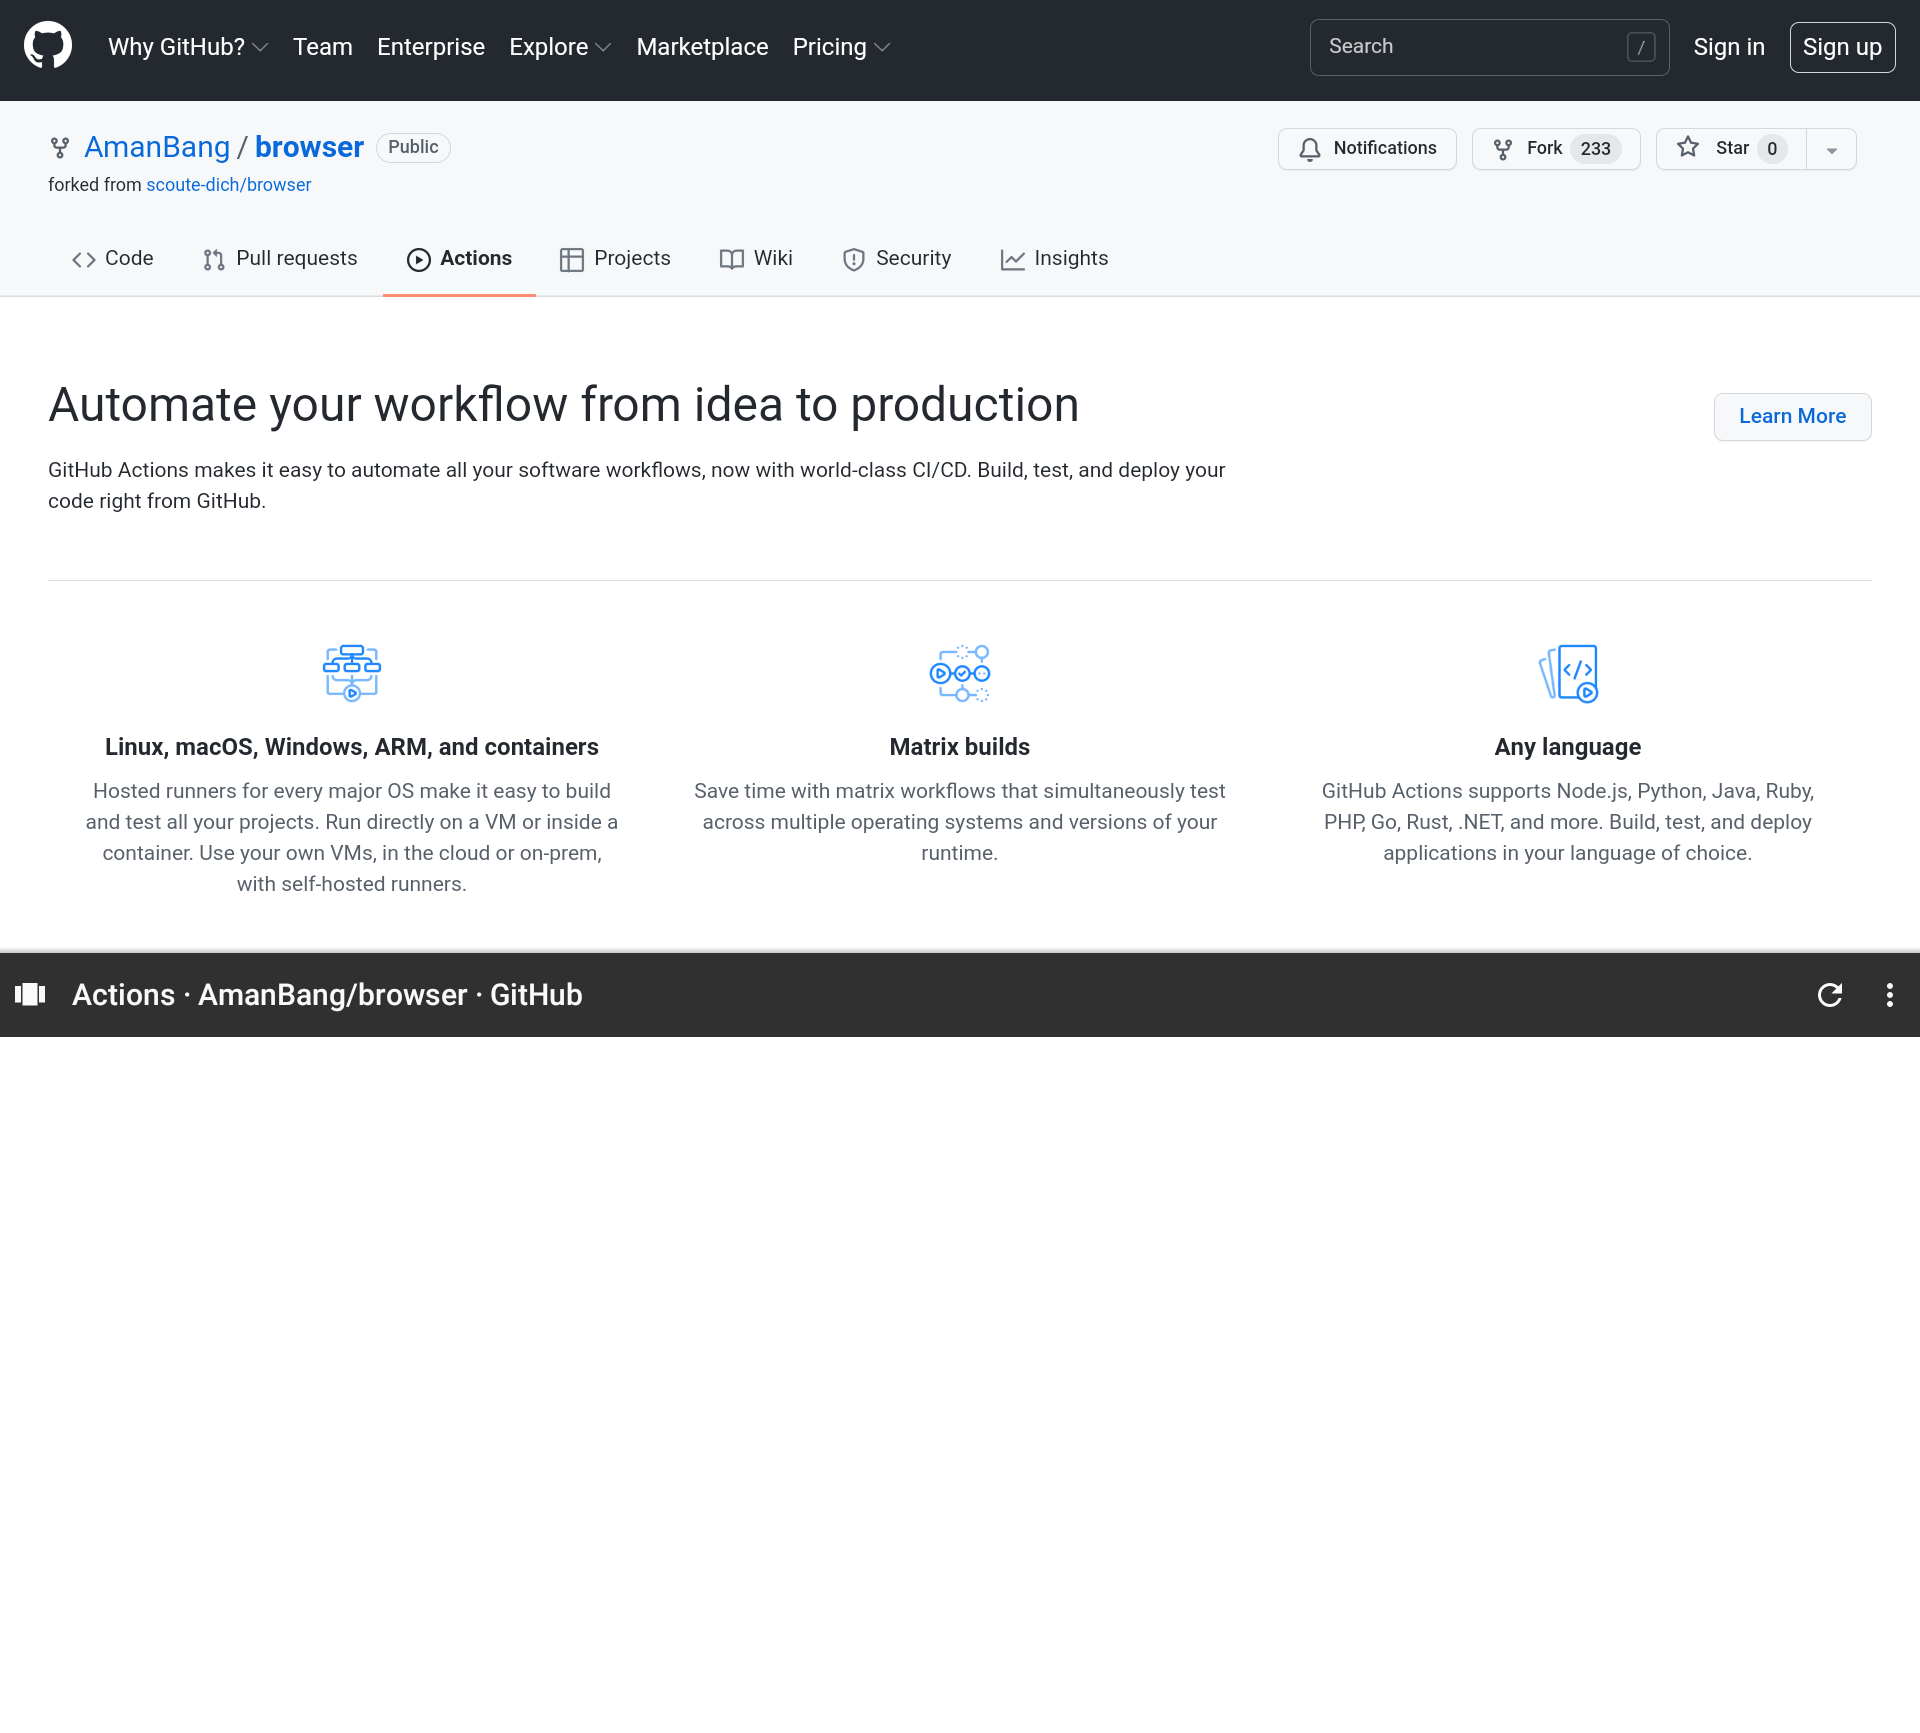 Why GitHub? Team Enterprise Explore Marketplace Pricing Search / Sign in Sign up
AmanBang / browser Public Notifications Fork 233 Star 0
forked from scoute-dich/browser
Code Pull requests Actions Projects Wiki Security Insights
Automate your workflow from idea to production
Learn More
GitHub Actions makes it easy to automate all your software workflows, now with world-class CI/CD. Build, test, and deploy your
code right from GitHub.
Linux, macOS, Windows, ARM, and containers
Hosted runners for every major OS make it easy to build
and test all your projects. Run directly on a VM or inside a
container. Use your own VMs, in the cloud or on-prem,
with self-hosted runners.
Matrix builds
Save time with matrix workflows that simultaneously test
across multiple operating systems and versions of your
runtime.
Any language
GitHub Actions supports Node.js, Python, Java, Ruby,
PHP, Go, Rust, .NET, and more. Build, test, and deploy
applications in your language of choice.
Actions · AmanBang/browser · GitHub